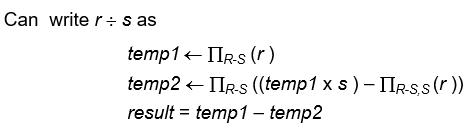 Can write r ÷ s as
temp1 ← ∏R-S (r )
temp2 ← ∏R-S ((temp1 x s ) – ∏R-S,S (r ))
result = temp1 – temp2